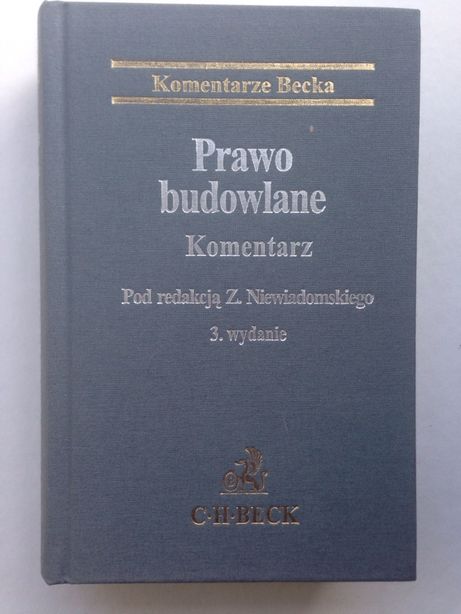 Komentarze Becka
Prawo
budowlane
Komentarz
Pod redakcją Z. Niewiadomskiego
3. wydanie
C·H·BECK